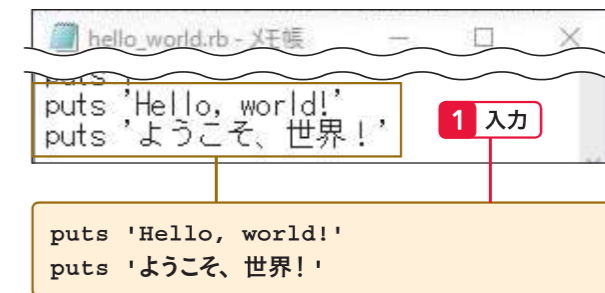 hello_world.rb - メモ帳
puts 'Hello, world!'
puts 'ようこそ、世界!'
1 入力
puts 'Hello, world!'
puts 'ようこそ、世界!'